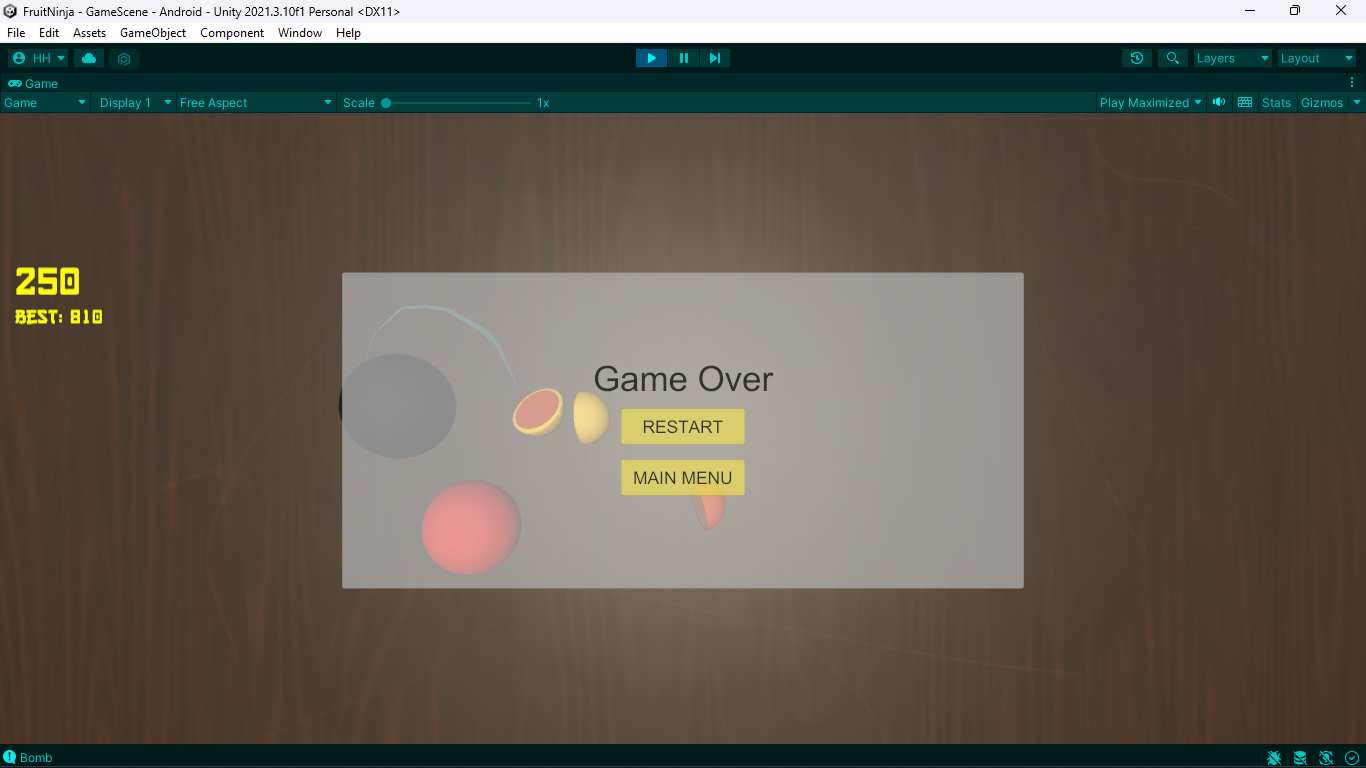 FruitNinja - GameScene - Android - Unity 2021.3.10f1 Personal <DX11>
File Edit Assets GameObject Component Window Help
HH Layers Layout
Game
Game Display 1 Free Aspect Scale 1x Play Maximized Stats Gizmos
250
BEST: 810
Game Over
RESTART
MAIN MENU
Bomb